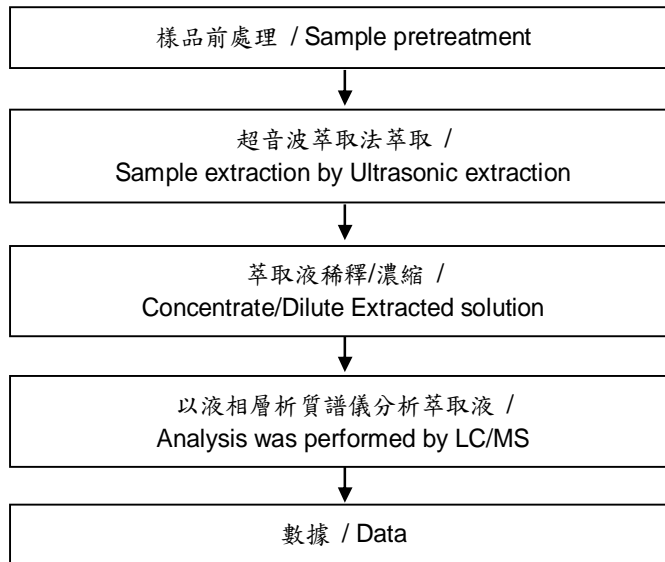 樣品前處理 / Sample pretreatment
超音波萃取法萃取 /
Sample extraction by Ultrasonic extraction
萃取液稀釋/濃縮 /
Concentrate/Dilute Extracted solution
以液相層析質譜儀分析萃取液 /
Analysis was performed by LC/MS
數據 / Data